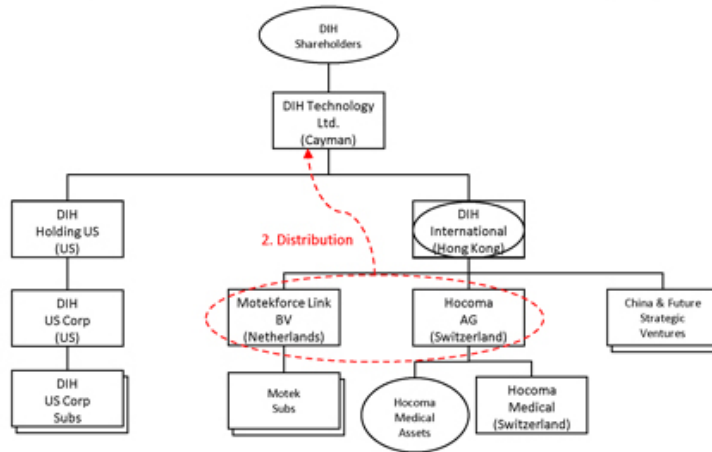 DIH
Shareholders
DIH Technology
Ltd.
(Cayman)
DIH
Holding US
(US)
2. Distribution
DIH
International
(Hong Kong)
DIH
US Corp
(US)
Motekforce Link
BV
(Netherlands)
Hocoma
AG
(Switzerland)
China & Future
Strategic
Ventures
DIH
US Corp
Subs
Motek
Subs
Hocoma
Medical
Assets
Hocoma
Medical
(Switzerland)